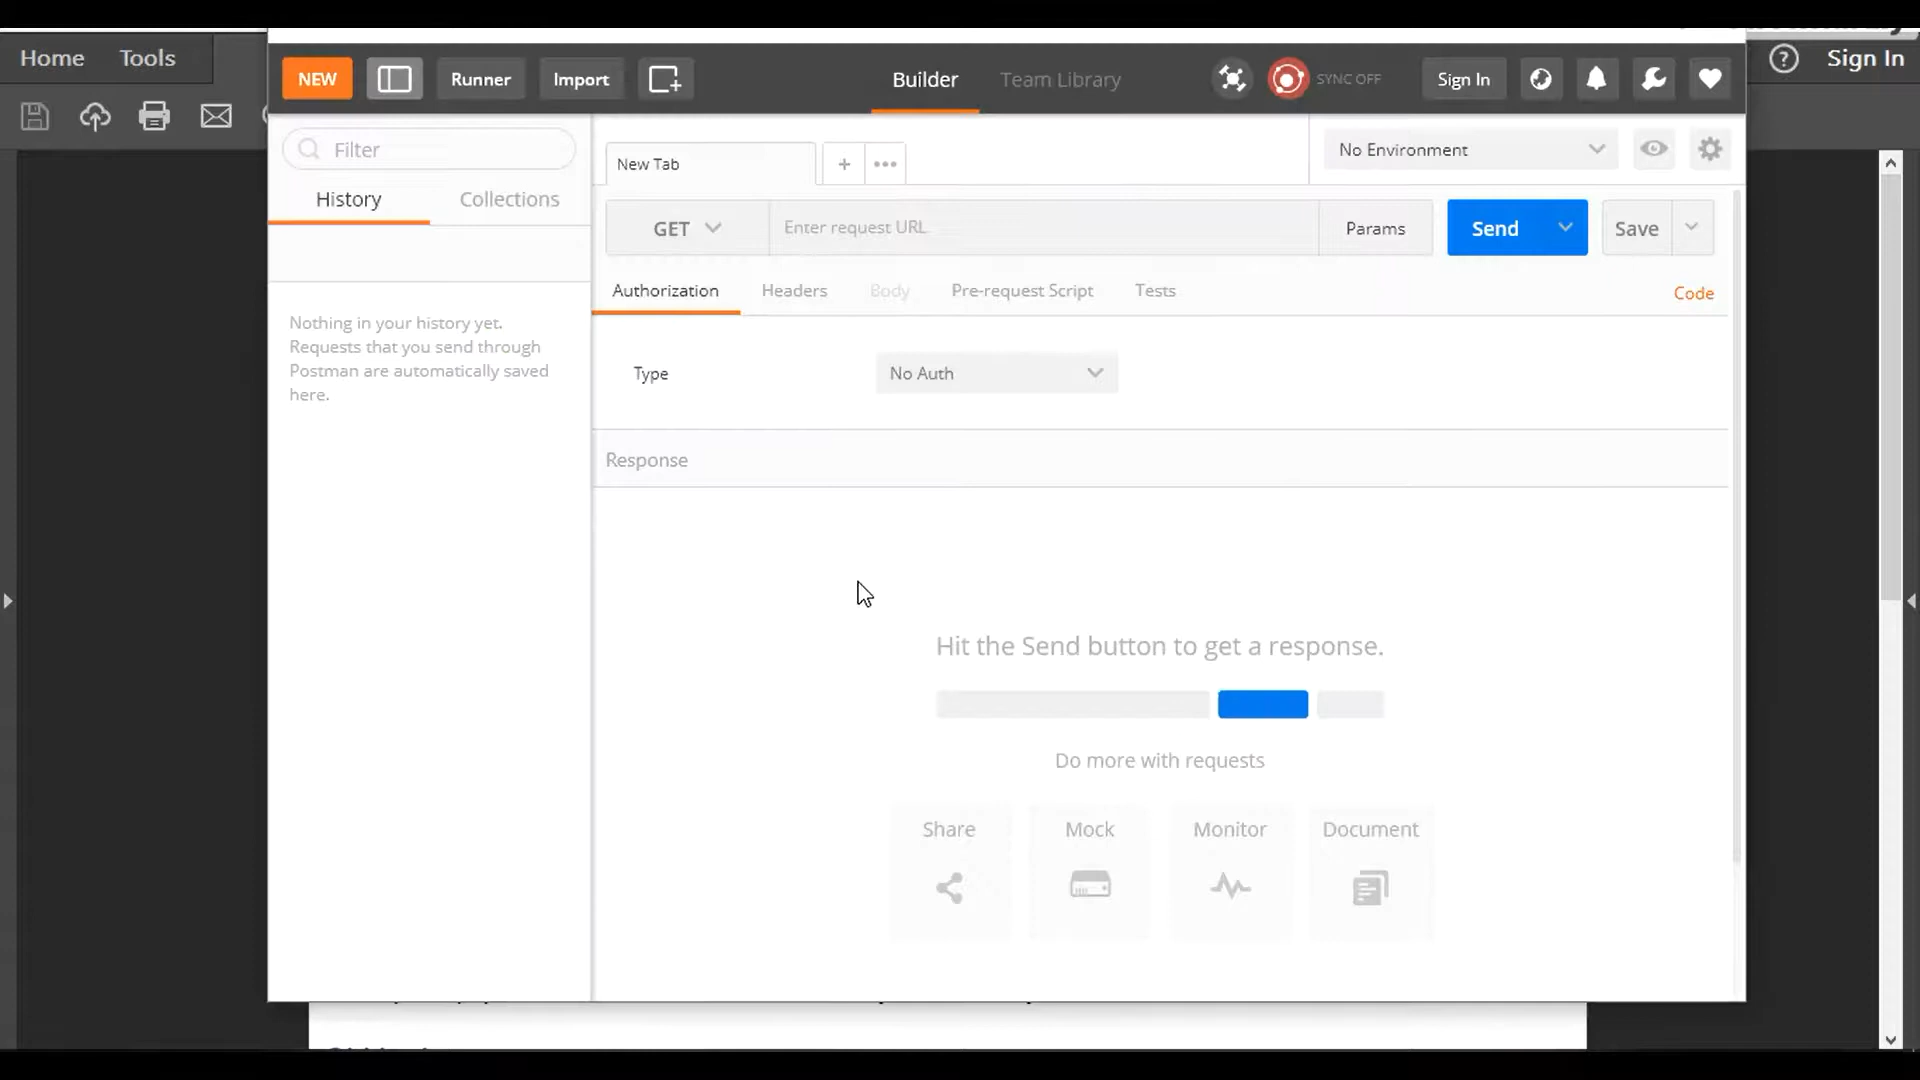 Home Tools
Sign In
NEW Runner Import Builder Team Library SYNC OFF Sign In
Filter
New Tab
No Environment
History Collections
GET Enter request URL Params Send Save
Authorization Headers Body Pre-request Script Tests Code
Nothing in your history yet.
Requests that you send through
Postman are automatically saved
here.
Type No Auth
Response
Hit the Send button to get a response.
Do more with requests
Share Mock Monitor Document